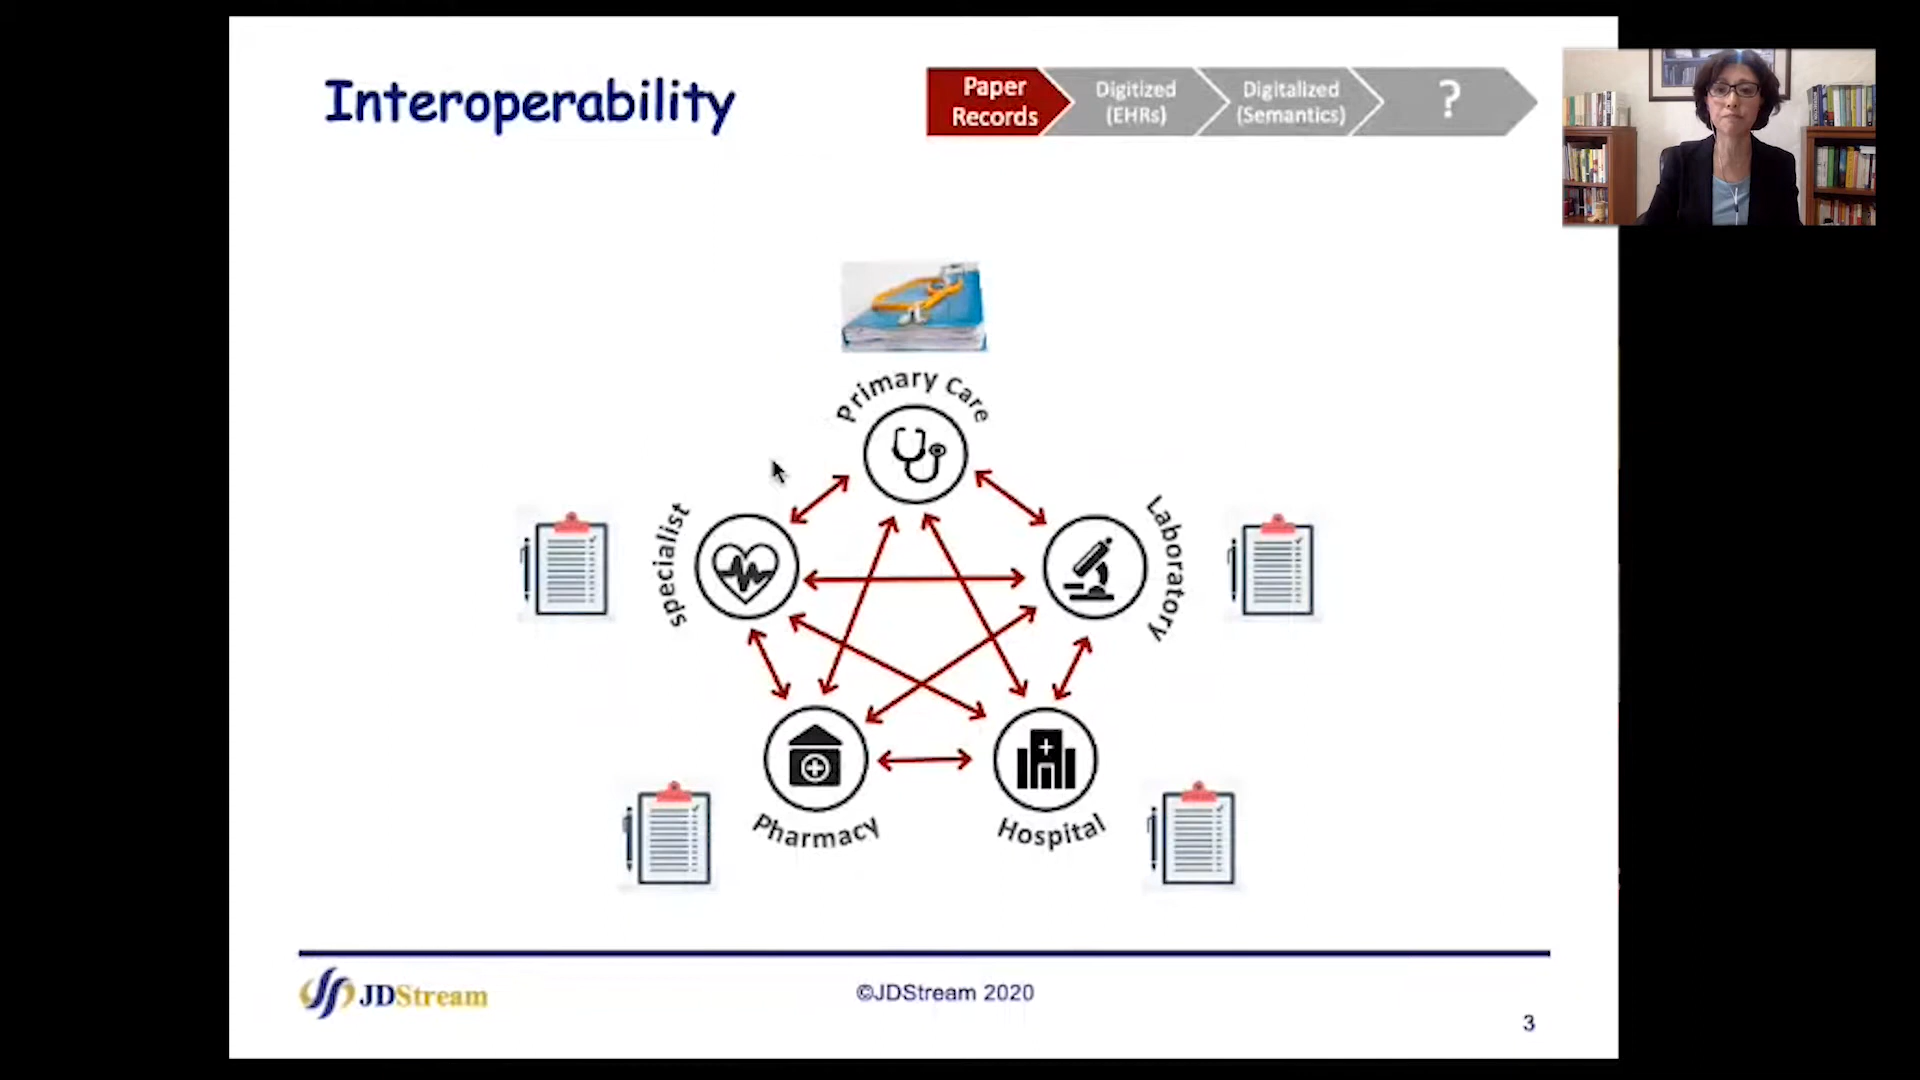 Interoperability
Paper
Records
Digitized
(EHRs)
Digitalized
(Semantics)
?
Primary Care
specialist
Laboratory
Pharmacy
Hospital
JDStream
©JDStream 2020
3